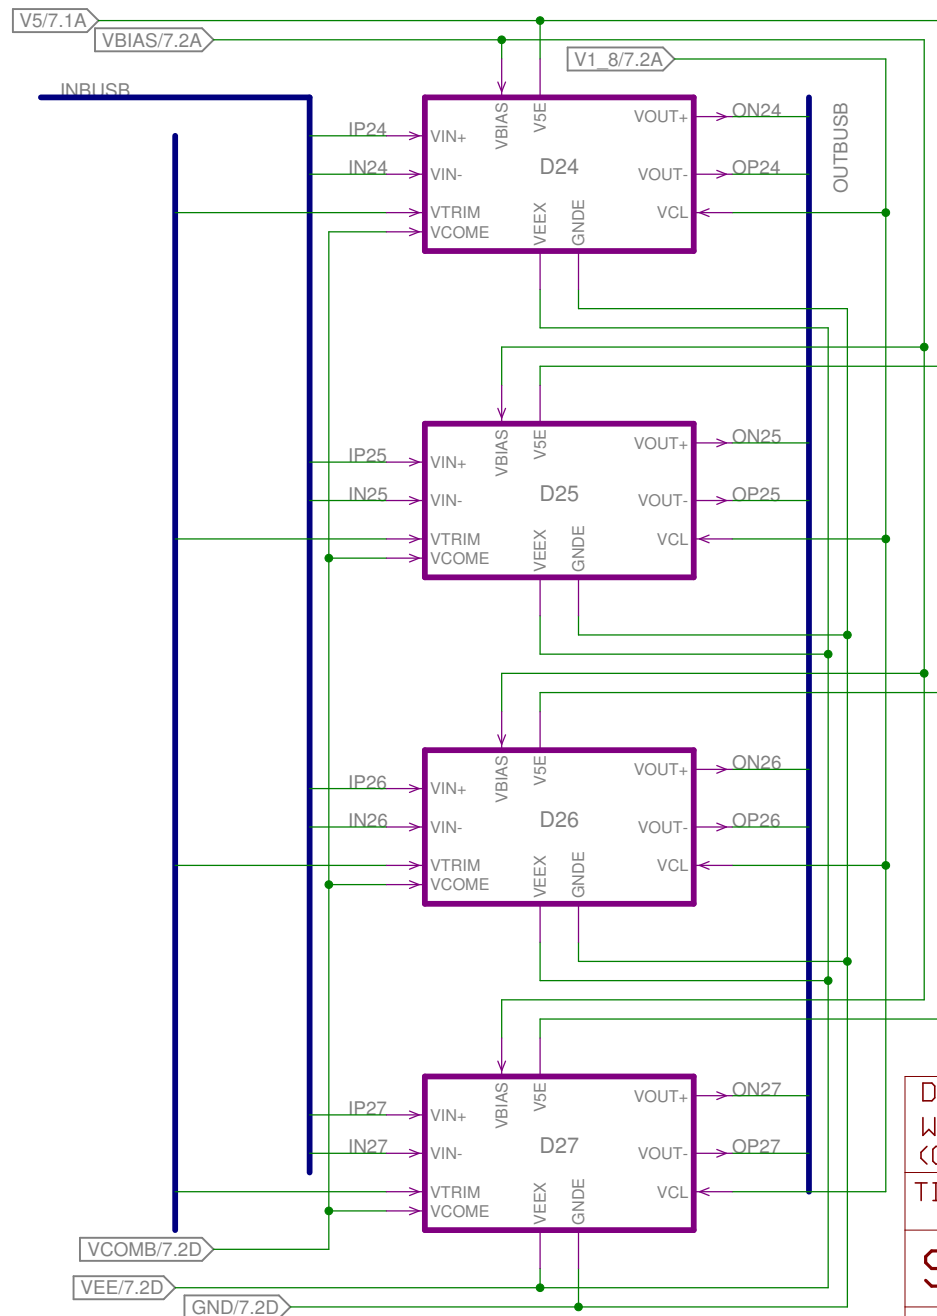 V5/7.1A
VBIAS/7.2A
V1_8/7.2A
INBUSB
OUTBUSB
IP24
IN24
VIN+
VIN-
VTRIM
VCOME
VBIAS
V5E
D24
VEEX
GNDE
VOUT+
VOUT-
VCL
ON24
OP24
IP25
IN25
VIN+
VIN-
VTRIM
VCOME
VBIAS
V5E
D25
VEEX
GNDE
VOUT+
VOUT-
VCL
ON25
OP25
IP26
IN26
VIN+
VIN-
VTRIM
VCOME
VBIAS
V5E
D26
VEEX
GNDE
VOUT+
VOUT-
VCL
ON26
OP26
IP27
IN27
VIN+
VIN-
VTRIM
VCOME
VBIAS
V5E
D27
VEEX
GNDE
VOUT+
VOUT-
VCL
ON27
OP27
VCOMB/7.2D
VEE/7.2D
GND/7.2D
D
W
TI